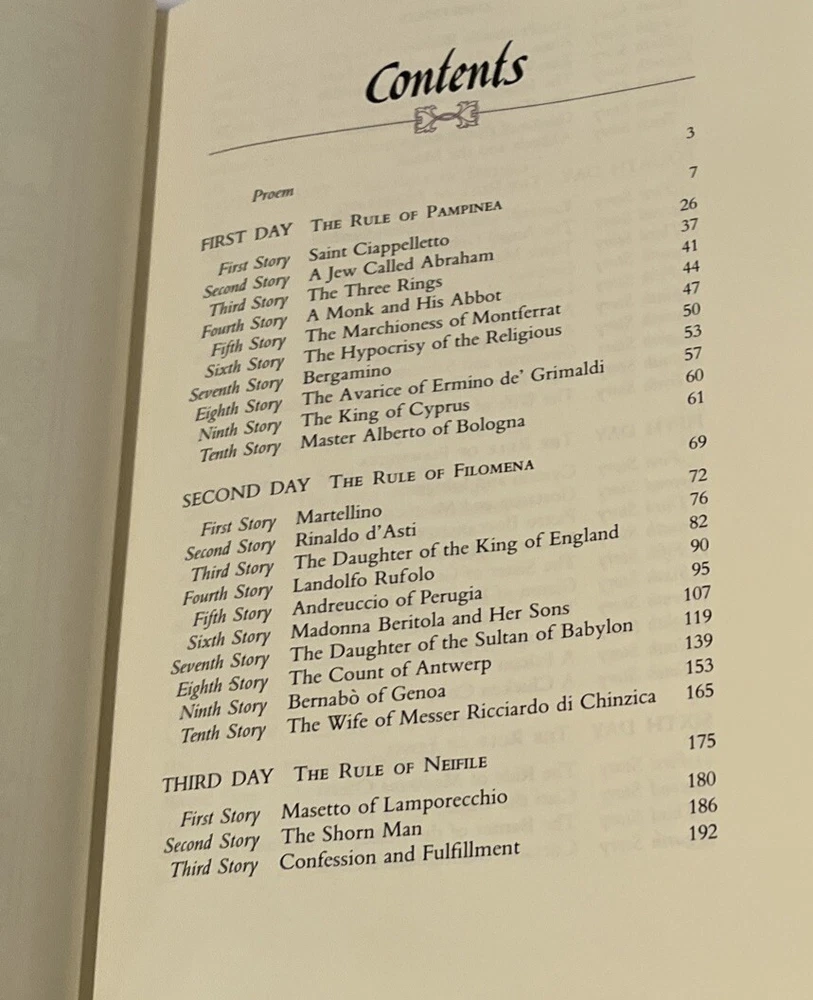 Contents
Proem 3
FIRST DAY THE RULE OF PAMPINEA 7
First Story Saint Ciappelletto 26
Second Story A Jew Called Abraham 37
Third Story The Three Rings 41
Fourth Story A Monk and His Abbot 44
Fifth Story The Marchioness of Montferrat 47
Sixth Story The Hypocrisy of the Religious 50
Seventh Story Bergamino 53
Eighth Story The Avarice of Ermino de' Grimaldi 57
Ninth Story The King of Cyprus 60
Tenth Story Master Alberto of Bologna 61
SECOND DAY THE RULE OF FILOMENA 69
First Story Martellino 72
Second Story Rinaldo d'Asti 76
Third Story The Daughter of the King of England 82
Fourth Story Landolfo Rufolo 90
Fifth Story Andreuccio of Perugia 95
Sixth Story Madonna Beritola and Her Sons 107
Seventh Story The Daughter of the Sultan of Babylon 119
Eighth Story The Count of Antwerp 139
Ninth Story Bernabò of Genoa 153
Tenth Story The Wife of Messer Ricciardo di Chinzica 165
THIRD DAY THE RULE OF NEIFILE 175
First Story Masetto of Lamporecchio 180
Second Story The Shorn Man 186
Third Story Confession and Fulfillment 192